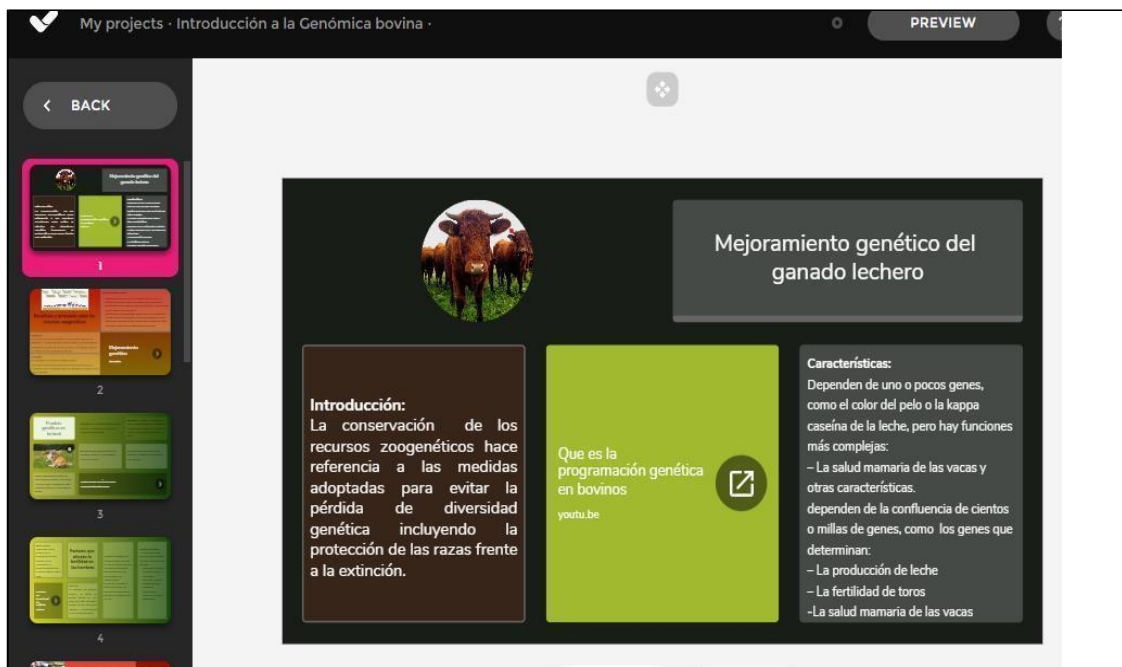 My projects · Introducción a la Genómica bovina ·
PREVIEW
?
BACK
1
2
3
4
Mejoramiento genético del
ganado lechero
Introducción:
La conservación de los
recursos zoogenéticos hace
referencia a las medidas
adoptadas para evitar la
pérdida de diversidad
genética incluyendo la
protección de las razas frente
a la extinción.
Que es la
programación genética
en bovinos
youtu.be
Características:
Dependen de uno o pocos genes,
como el color del pelo o la kappa
caseína de la leche, pero hay funciones
más complejas:
– La salud mamaria de las vacas y
otras características.
dependen de la confluencia de cientos
o millas de genes, como los genes que
determinan:
– La producción de leche
– La fertilidad de toros
-La salud mamaria de las vacas